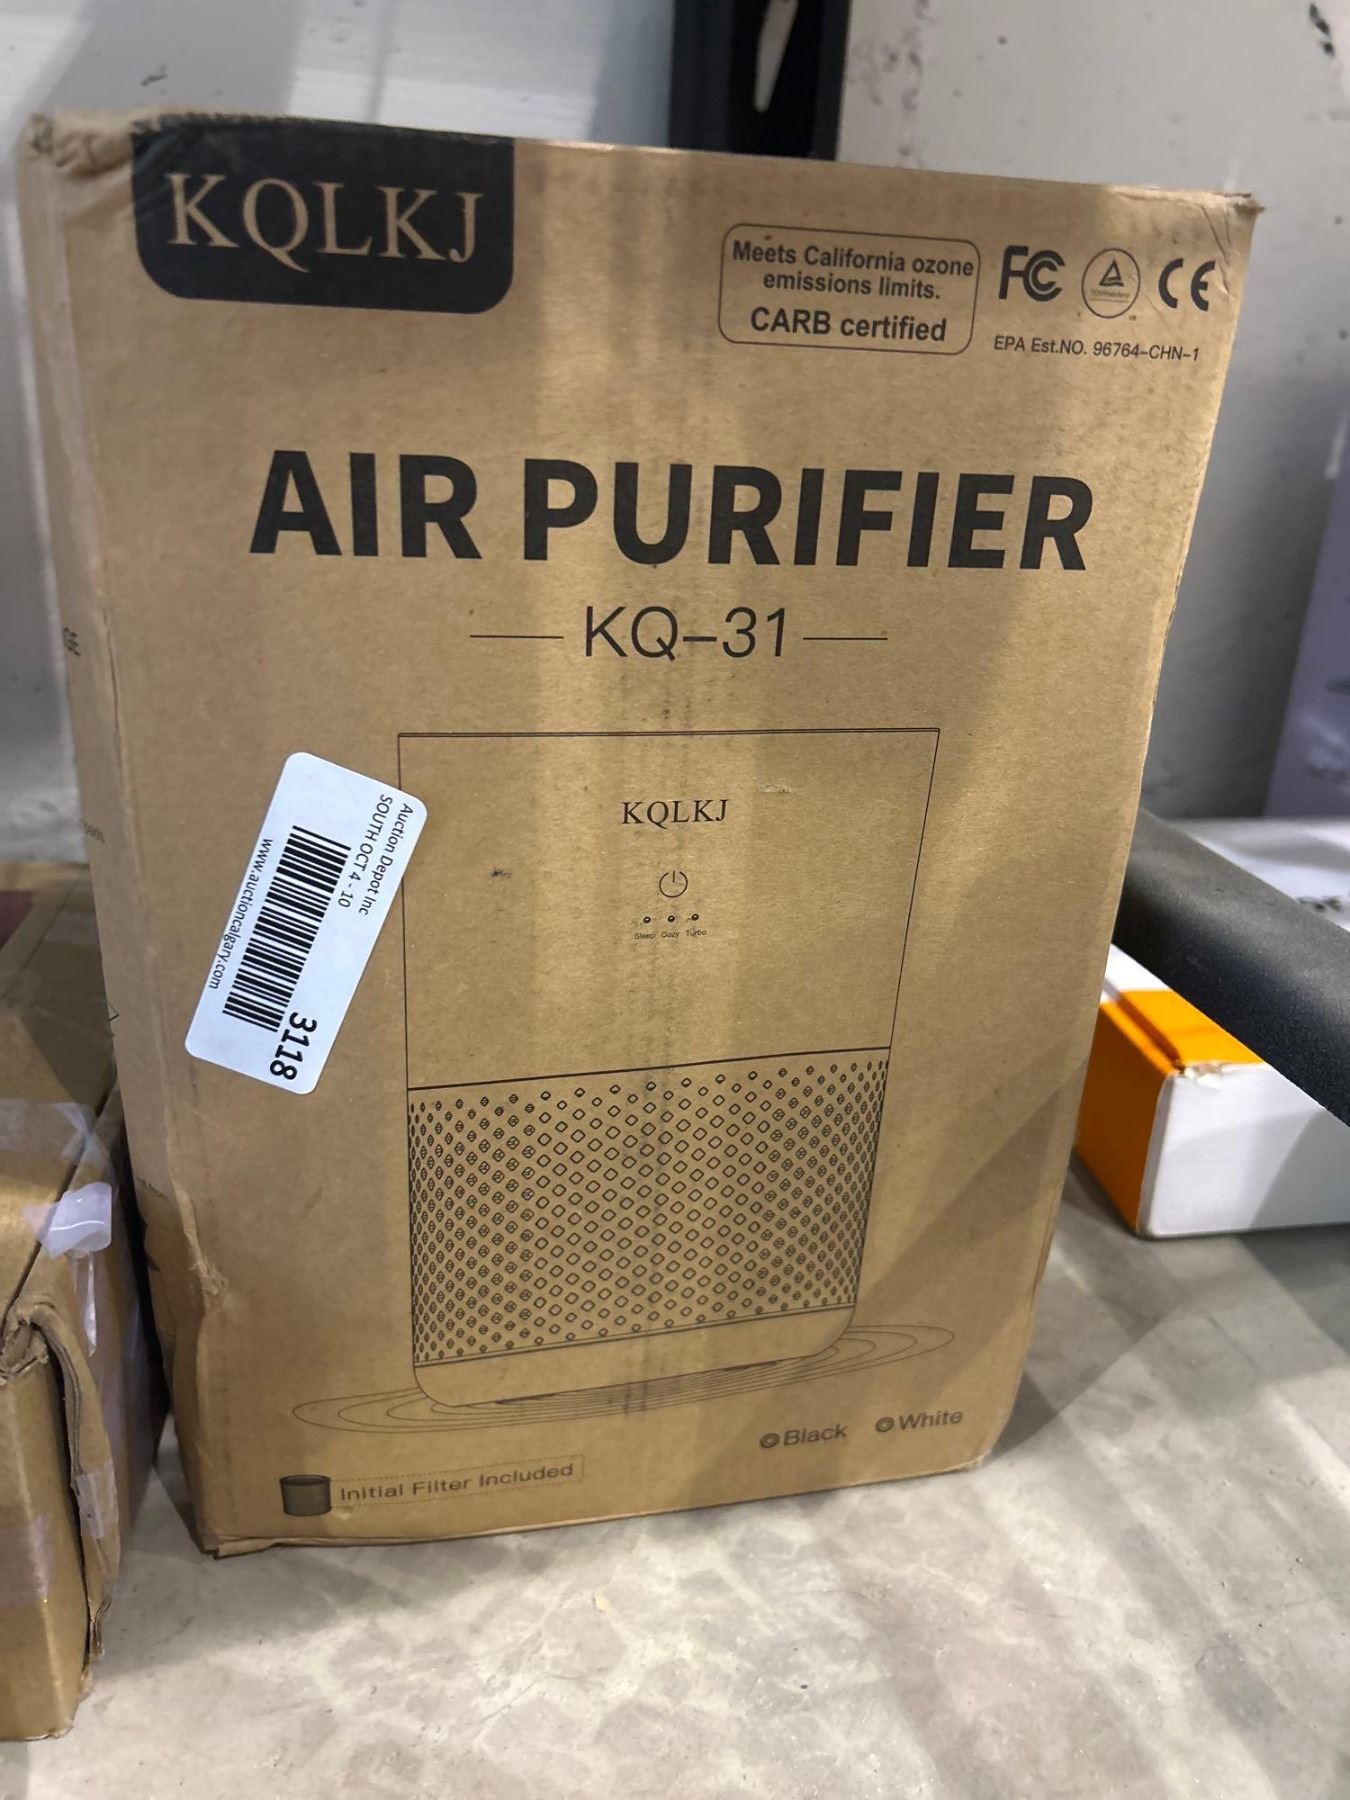 KQLKJ
Meets California ozone
emissions limits.
CARB certified
FC
CE
EPA Est.NO. 96764-CHN-1
AIR PURIFIER
KQ-31
KQLKJ
Sleep Cozy Turbo
Auction Depot Inc
SOUTH OCT 4 - 10
3118
www.auctioncalgary.com
Black White
Initial Filter Included